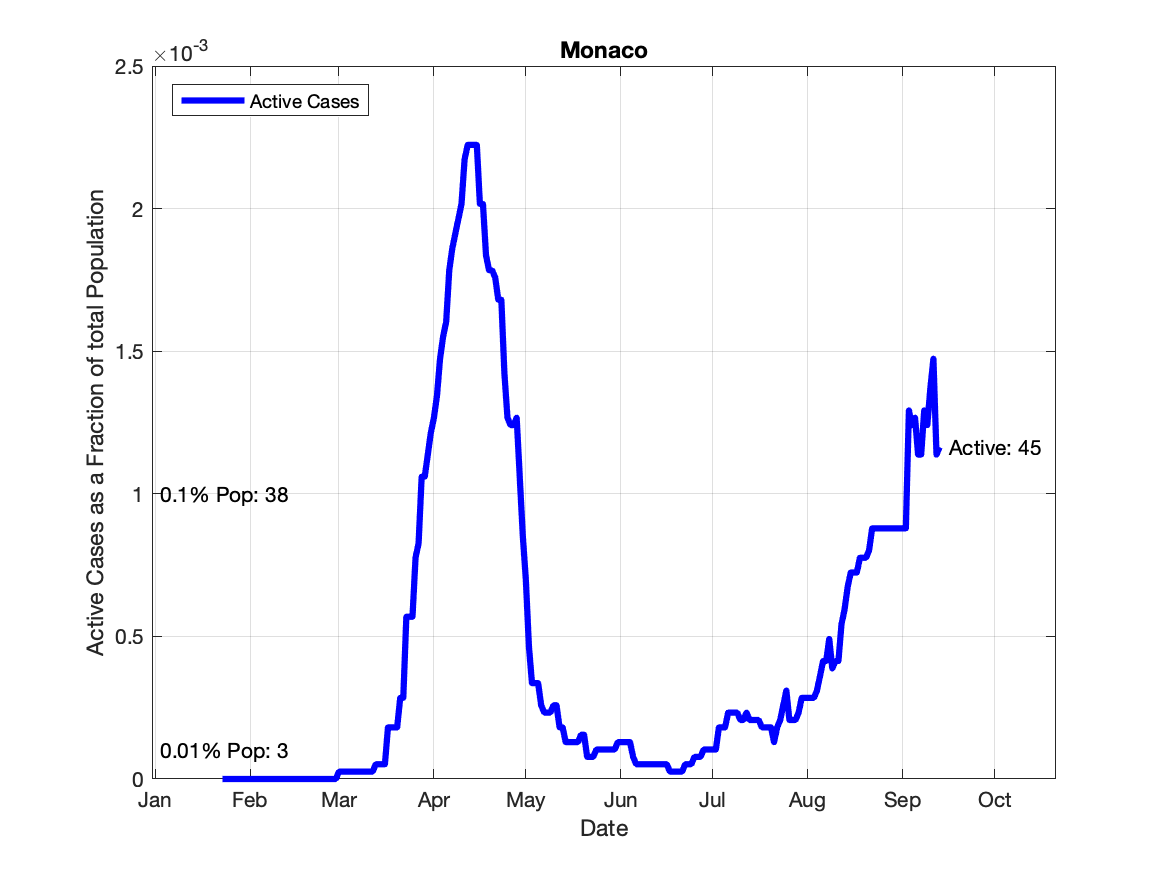 Monaco
×10⁻³
Active Cases
2.5
2
1.5
1
0.5
0
0.1% Pop: 38
0.01% Pop: 3
Active: 45
Active Cases as a Fraction of total Population
Jan Feb Mar Apr May Jun Jul Aug Sep Oct
Date